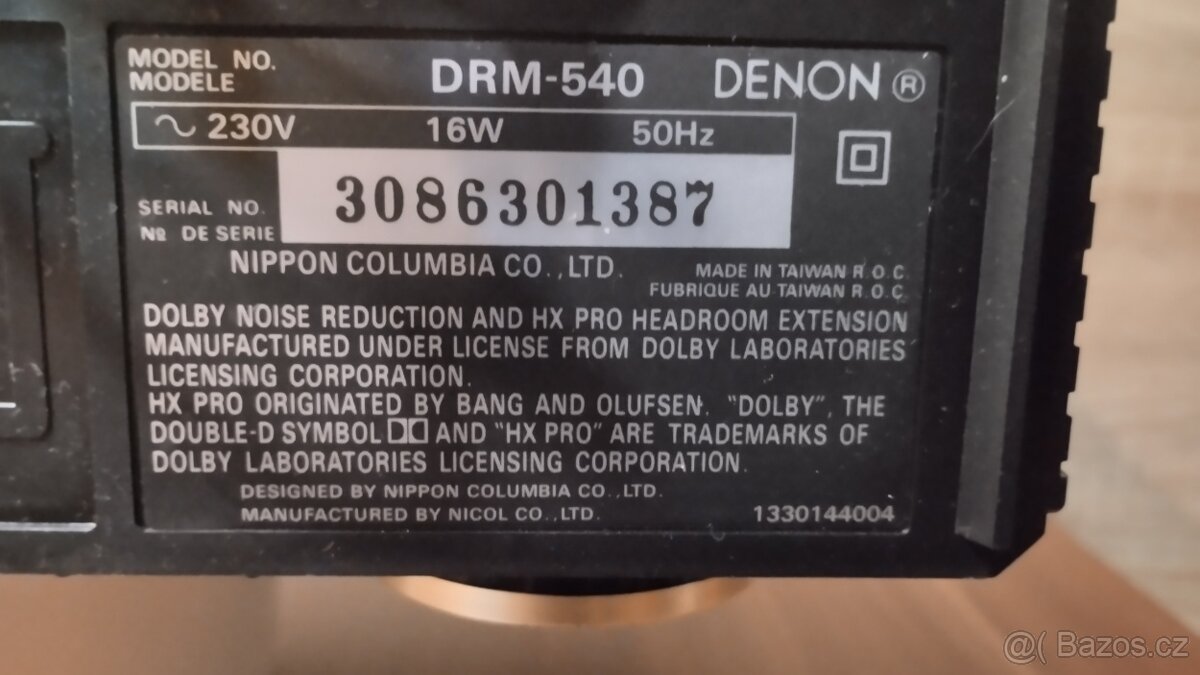 MODEL NO.
MODELE
DRM-540 DENON ®
∿ 230V 16W 50Hz
SERIAL NO.
Nº DE SERIE
3086301387
NIPPON COLUMBIA CO.,LTD.
MADE IN TAIWAN R.O.C.
FUBRIQUE AU TAIWAN R.O.C.
DOLBY NOISE REDUCTION AND HX PRO HEADROOM EXTENSION
MANUFACTURED UNDER LICENSE FROM DOLBY LABORATORIES
LICENSING CORPORATION.
HX PRO ORIGINATED BY BANG AND OLUFSEN. "DOLBY", THE
DOUBLE-D SYMBOL AND "HX PRO" ARE TRADEMARKS OF
DOLBY LABORATORIES LICENSING CORPORATION.
DESIGNED BY NIPPON COLUMBIA CO.,LTD.
MANUFACTURED BY NICOL CO.,LTD.
1330144004
@( Bazos.cz